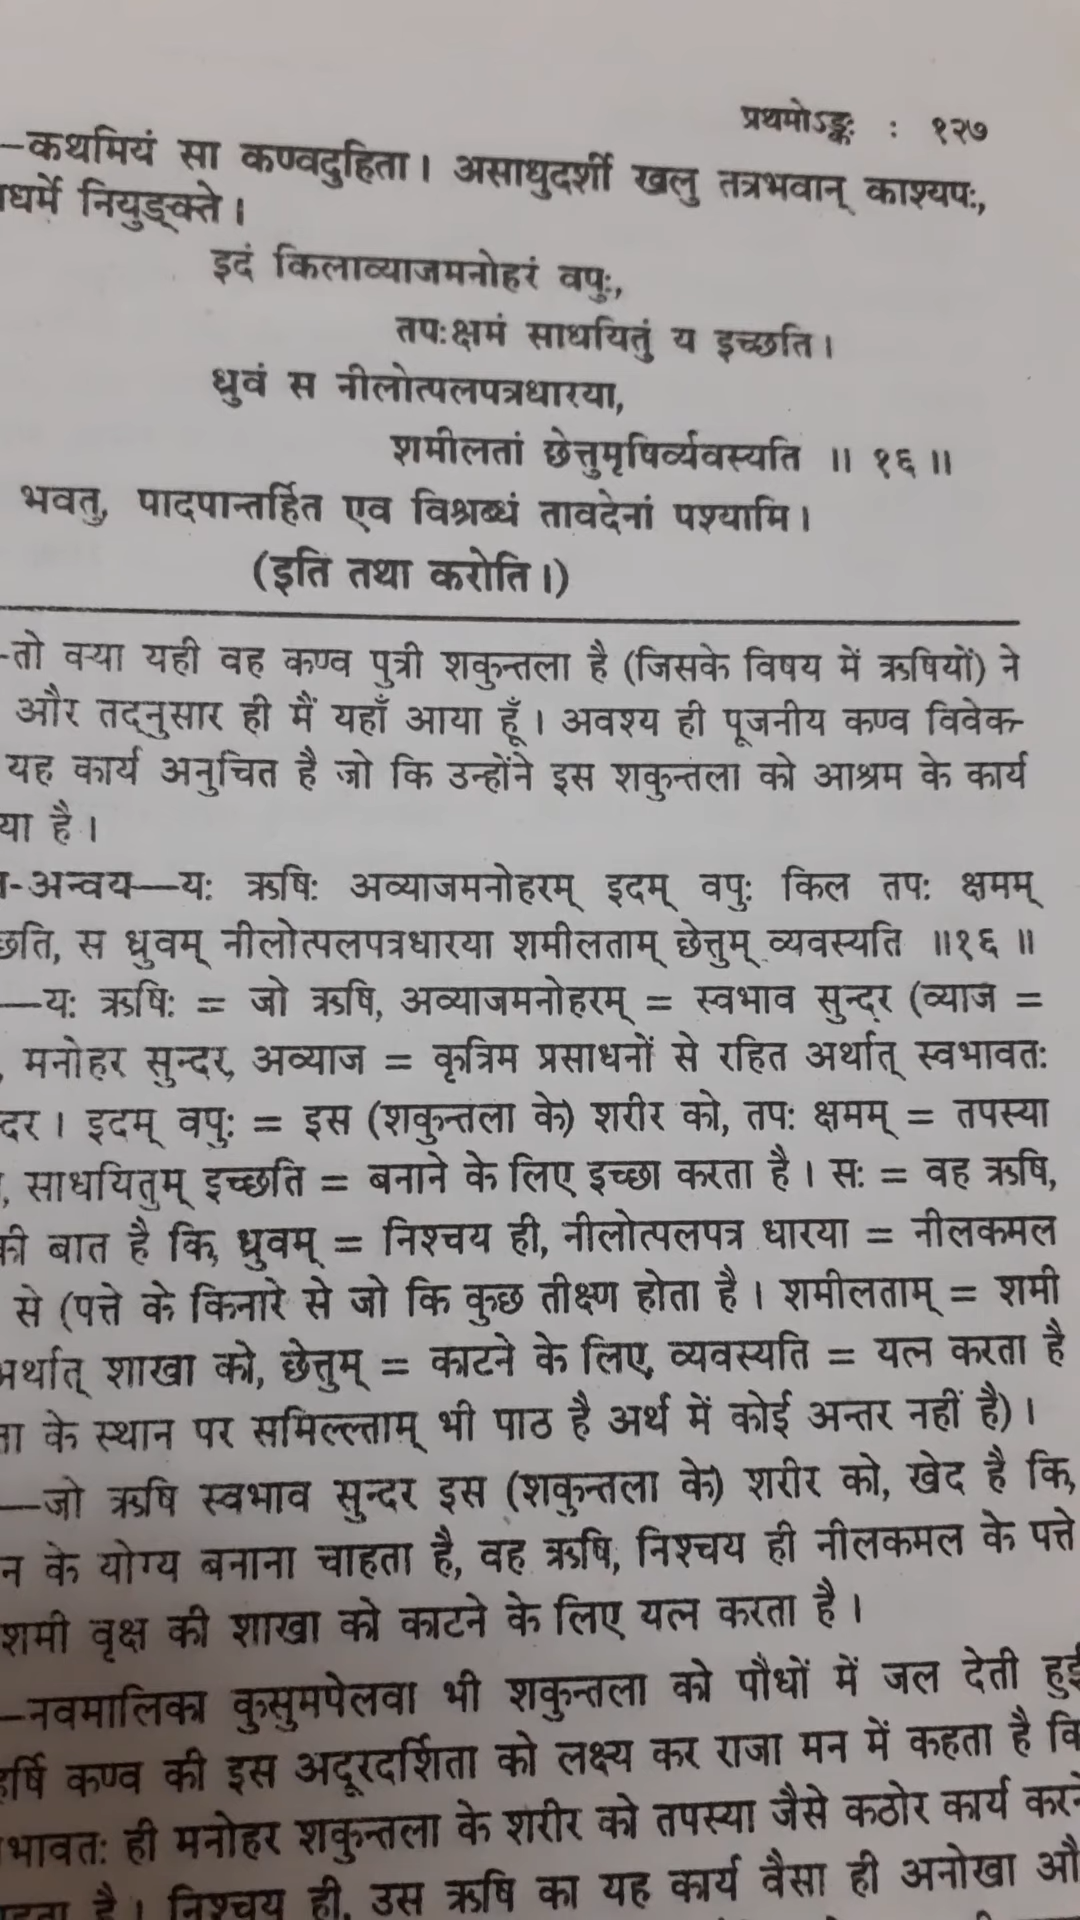 प्रथमोऽङ्कः : १२७
—कथमियं सा कण्वदुहिता। असाधुदर्शी खलु तत्रभवान् काश्यपः,
धर्मे नियुङ्क्ते।
इदं किलाव्याजमनोहरं वपुः,
तपःक्षमं साधयितुं य इच्छति।
ध्रुवं स नीलोत्पलपत्रधारया,
शमीलतां छेत्तुमृषिर्व्यवस्यति ॥ १६ ॥
भवतु, पादपान्तर्हित एव विश्रब्धं तावदेनां पश्यामि।
(इति तथा करोति।)
-तो क्या यही वह कण्व पुत्री शकुन्तला है (जिसके विषय में ऋषियों) ने
और तद्नुसार ही मैं यहाँ आया हूँ। अवश्य ही पूजनीय कण्व विवेक-
यह कार्य अनुचित है जो कि उन्होंने इस शकुन्तला को आश्रम के कार्य
या है।
-अन्वय—यः ऋषिः अव्याजमनोहरम् इदम् वपुः किल तपः क्षमम्
छति, स ध्रुवम् नीलोत्पलपत्रधारया शमीलताम् छेत्तुम् व्यवस्यति ॥१६॥
—यः ऋषिः = जो ऋषि, अव्याजमनोहरम् = स्वभाव सुन्दर (व्याज =
, मनोहर सुन्दर, अव्याज = कृत्रिम प्रसाधनों से रहित अर्थात् स्वभावतः
दर। इदम् वपुः = इस (शकुन्तला के) शरीर को, तपः क्षमम् = तपस्या
, साधयितुम् इच्छति = बनाने के लिए इच्छा करता है। सः = वह ऋषि,
की बात है कि, ध्रुवम् = निश्चय ही, नीलोत्पलपत्र धारया = नीलकमल
से (पत्ते के किनारे से जो कि कुछ तीक्ष्ण होता है। शमीलताम् = शमी
अर्थात् शाखा को, छेत्तुम् = काटने के लिए, व्यवस्यति = यत्न करता है
ता के स्थान पर समिल्ल्ताम् भी पाठ है अर्थ में कोई अन्तर नहीं है)।
—जो ऋषि स्वभाव सुन्दर इस (शकुन्तला के) शरीर को, खेद है कि,
न के योग्य बनाना चाहता है, वह ऋषि, निश्चय ही नीलकमल के पत्ते
शमी वृक्ष की शाखा को काटने के लिए यत्न करता है।
—नवमालिका कुसुमपेलवा भी शकुन्तला को पौधों में जल देती हुई
हर्षि कण्व की इस अदूरदर्शिता को लक्ष्य कर राजा मन में कहता है कि
भावतः ही मनोहर शकुन्तला के शरीर को तपस्या जैसे कठोर कार्य करने
है। निश्चय ही, उस ऋषि का यह कार्य वैसा ही अनोखा औ